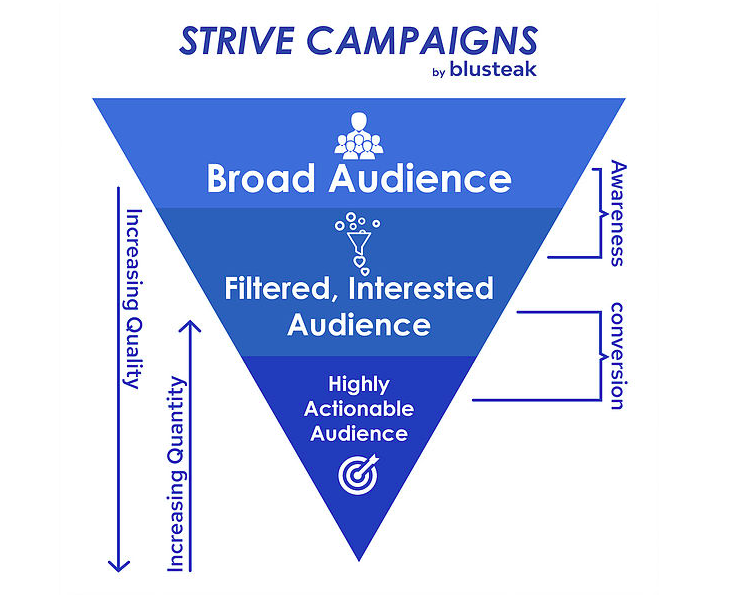 STRIVE CAMPAIGNS
by blusteak
Broad Audience
Filtered, Interested
Audience
Highly
Actionable
Audience
Increasing Quality
Increasing Quantity
Awareness
conversion